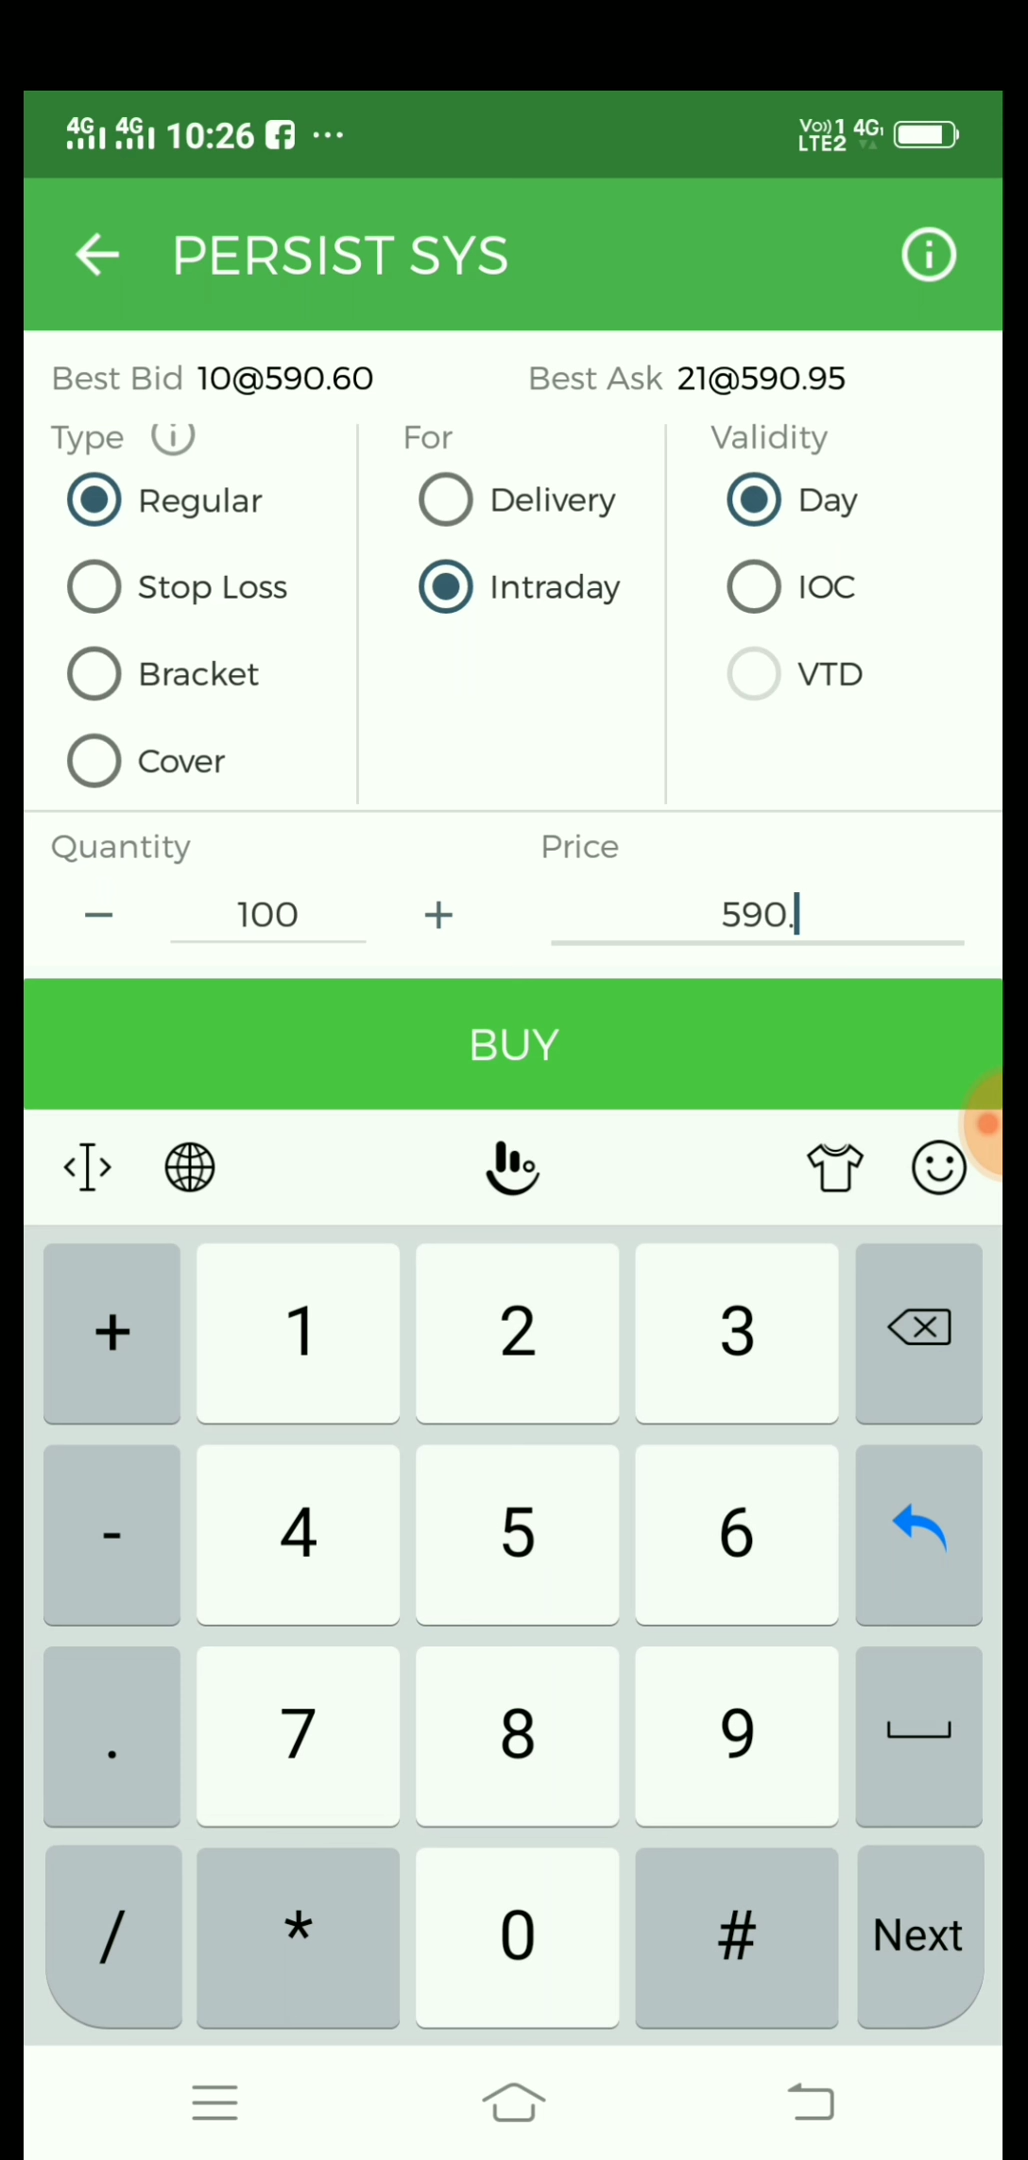 4G 4G 10:26 ... Vo)) 1 LTE2 4G
PERSIST SYS
Best Bid 10@590.60 Best Ask 21@590.95
Type For Validity
Regular Delivery Day
Stop Loss Intraday IOC
Bracket VTD
Cover
Quantity Price
− 100 + 590.
BUY
+ 1 2 3
- 4 5 6
. 7 8 9
/ * 0 # Next